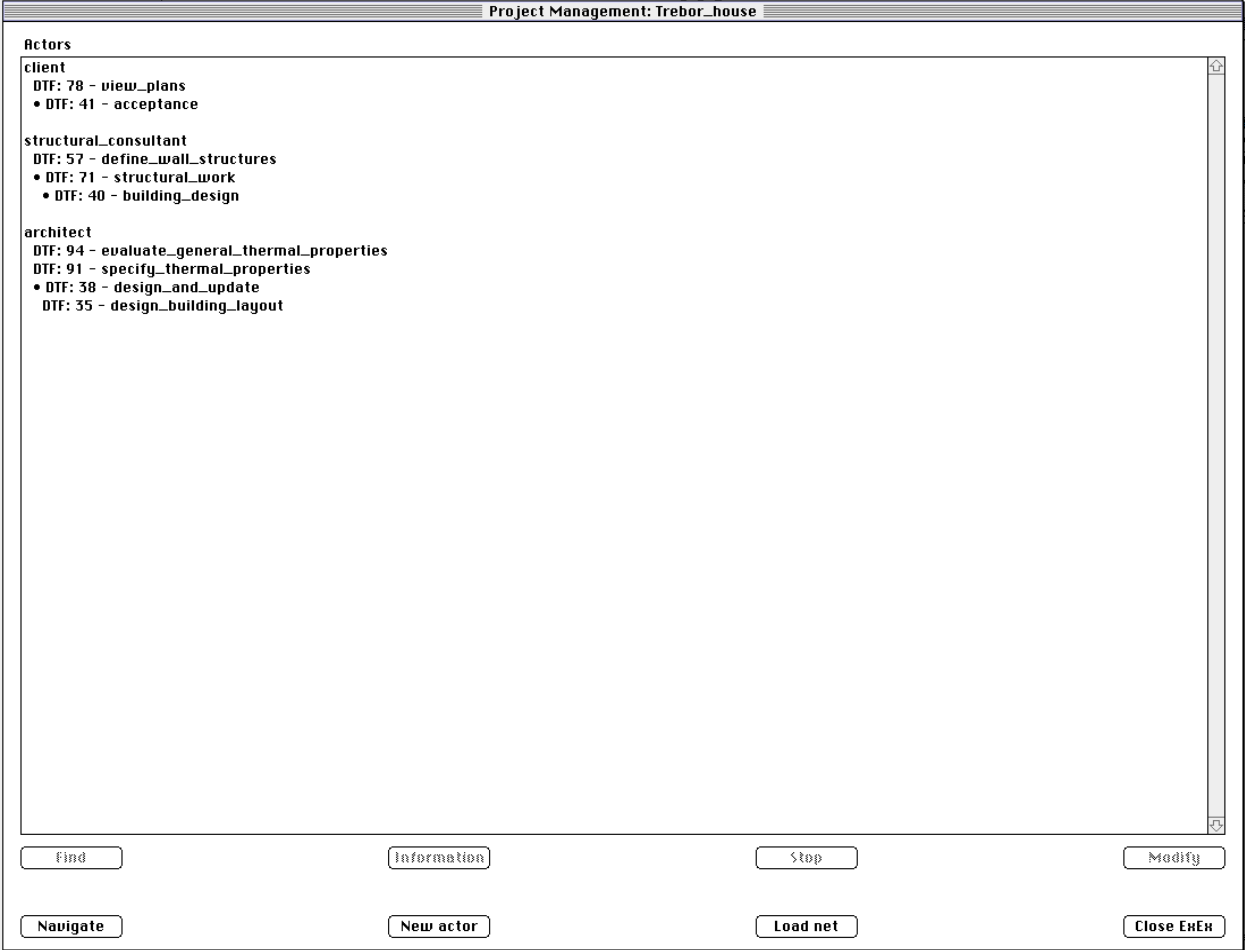 Project Management: Trebor_house
Actors
client
DTF: 78 - view_plans
• DTF: 41 - acceptance
structural_consultant
DTF: 57 - define_wall_structures
• DTF: 71 - structural_work
• DTF: 40 - building_design
architect
DTF: 94 - evaluate_general_thermal_properties
DTF: 91 - specify_thermal_properties
• DTF: 38 - design_and_update
DTF: 35 - design_building_layout
Find Information Stop Modify
Navigate New actor Load net Close ExEx